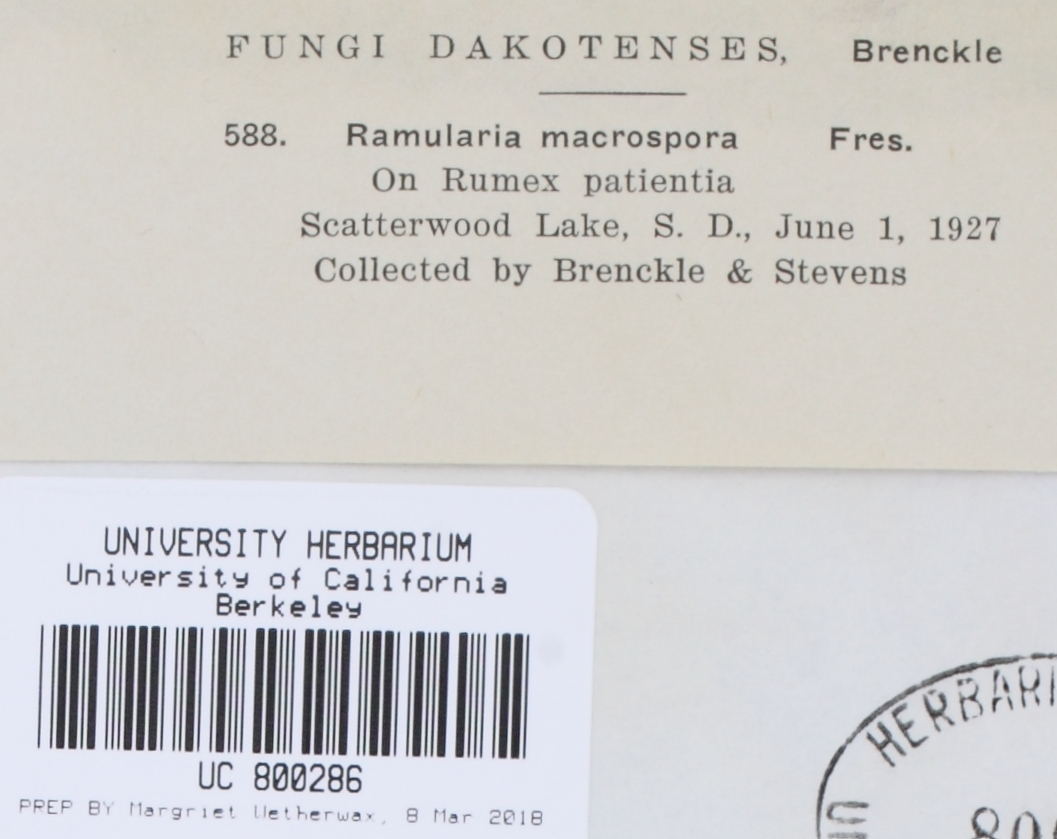 FUNGI DAKOTENSES, Brenckle
588. Ramularia macrospora Fres.
On Rumex patientia
Scatterwood Lake, S. D., June 1, 1927
Collected by Brenckle & Stevens
UNIVERSITY HERBARIUM
University of California
Berkeley
UC 800286
PREP BY Margriet Wetherwax, 8 Mar 2018
HERBARI